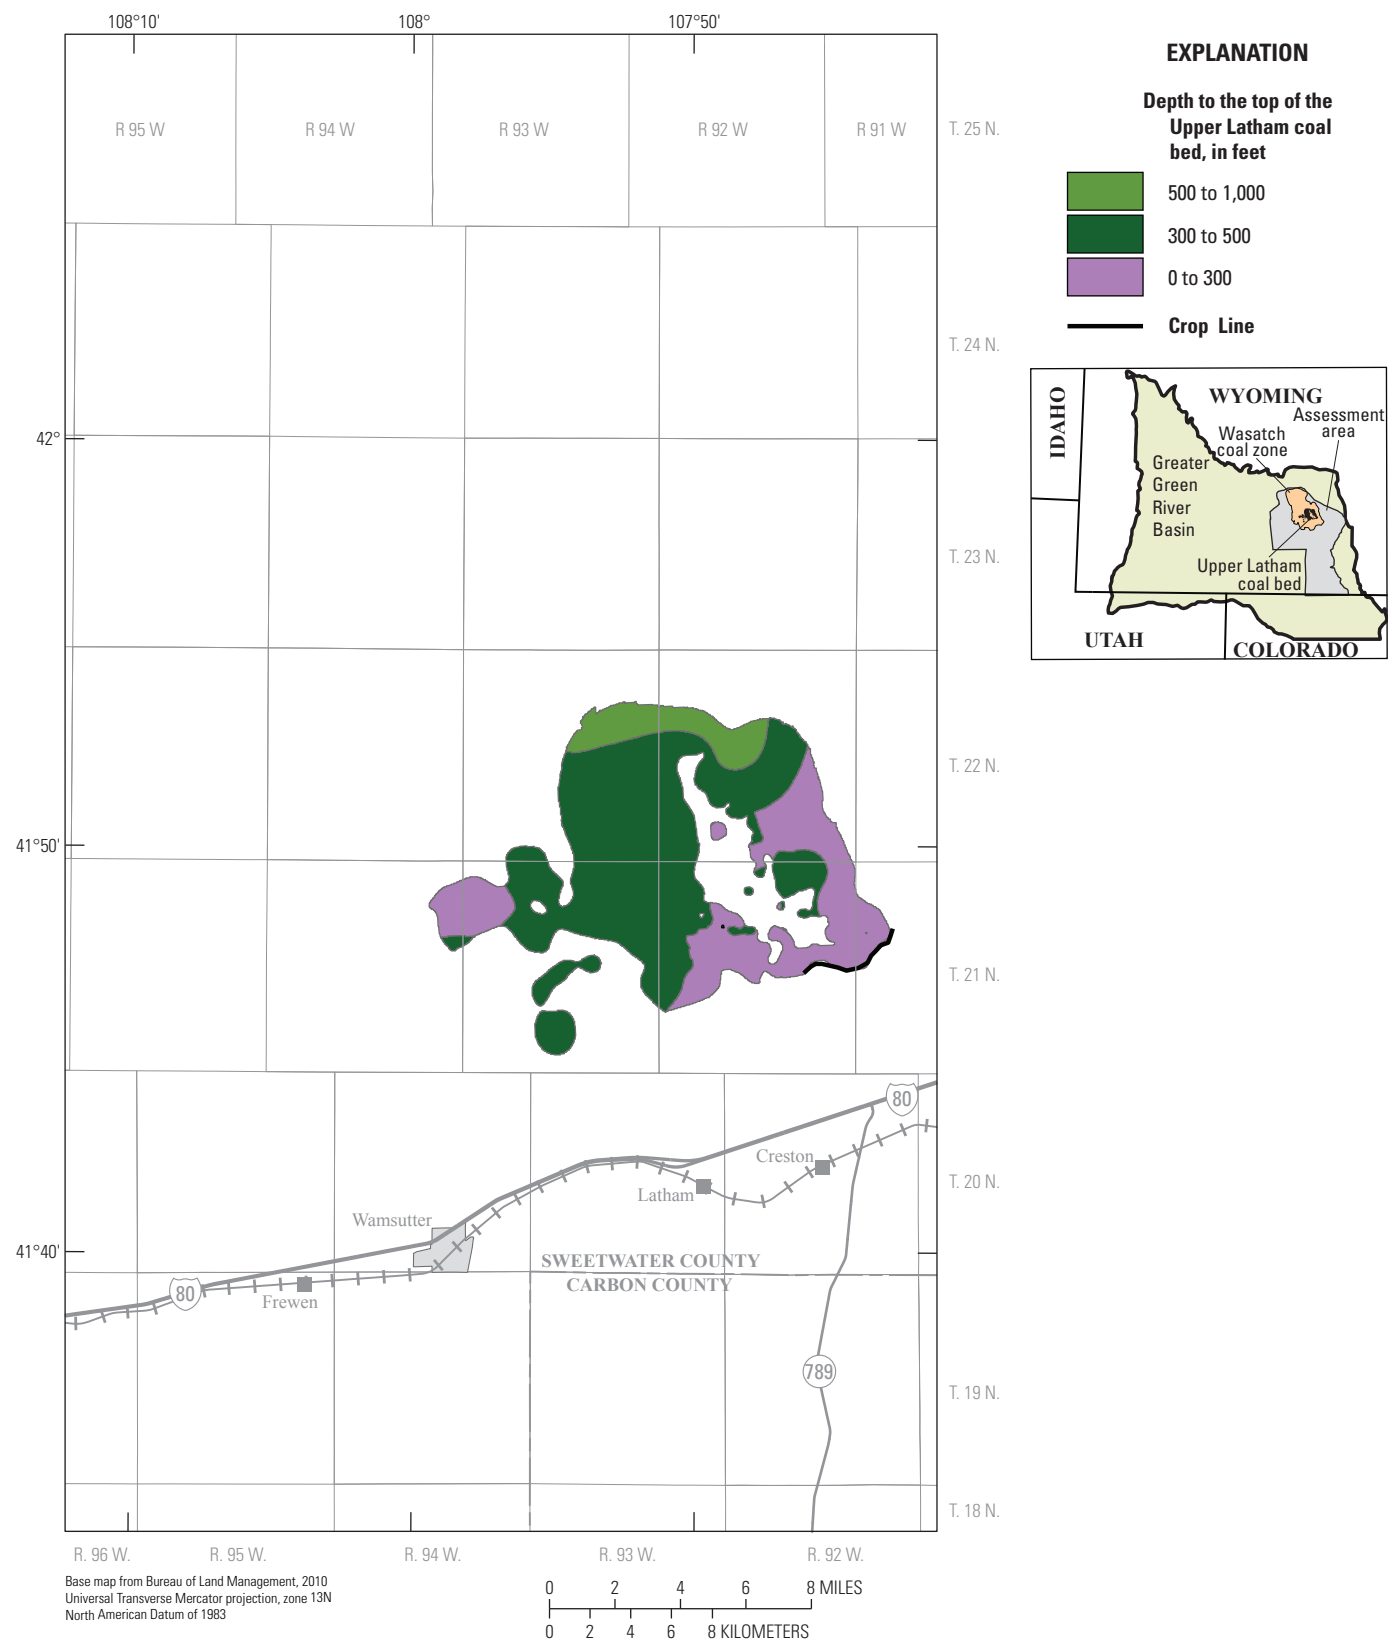 108°10'
108°
107°50'
R 95 W
R 94 W
R 93 W
R 92 W
R 91 W
T. 25 N.
T. 24 N.
42°
T. 23 N.
T. 22 N.
41°50'
T. 21 N.
80
Creston
Latham
T. 20 N.
Wamsutter
41°40'
SWEETWATER COUNTY
CARBON COUNTY
80
Frewen
789
T. 19 N.
T. 18 N.
R. 96 W.
R. 95 W.
R. 94 W.
R. 93 W.
R. 92 W.
Base map from Bureau of Land Management, 2010
Universal Transverse Mercator projection, zone 13N
North American Datum of 1983
0 2 4 6 8 MILES
0 2 4 6 8 KILOMETERS
EXPLANATION
Depth to the top of the
Upper Latham coal
bed, in feet
500 to 1,000
300 to 500
0 to 300
Crop Line
IDAHO
WYOMING
Assessment
area
Wasatch
coal zone
Greater
Green
River
Basin
Upper Latham
coal bed
UTAH
COLORADO